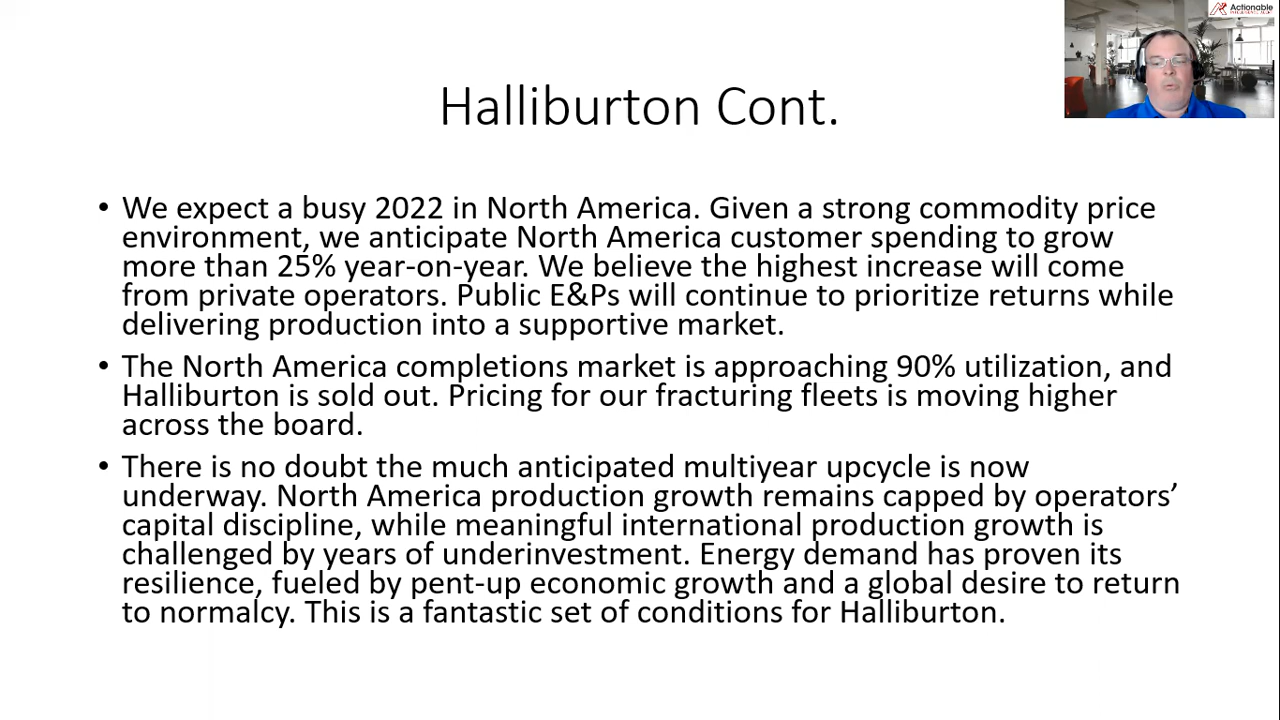 Actionable
Halliburton Cont.
• We expect a busy 2022 in North America. Given a strong commodity price
environment, we anticipate North America customer spending to grow
more than 25% year-on-year. We believe the highest increase will come
from private operators. Public E&Ps will continue to prioritize returns while
delivering production into a supportive market.
• The North America completions market is approaching 90% utilization, and
Halliburton is sold out. Pricing for our fracturing fleets is moving higher
across the board.
• There is no doubt the much anticipated multiyear upcycle is now
underway. North America production growth remains capped by operators’
capital discipline, while meaningful international production growth is
challenged by years of underinvestment. Energy demand has proven its
resilience, fueled by pent-up economic growth and a global desire to return
to normalcy. This is a fantastic set of conditions for Halliburton.